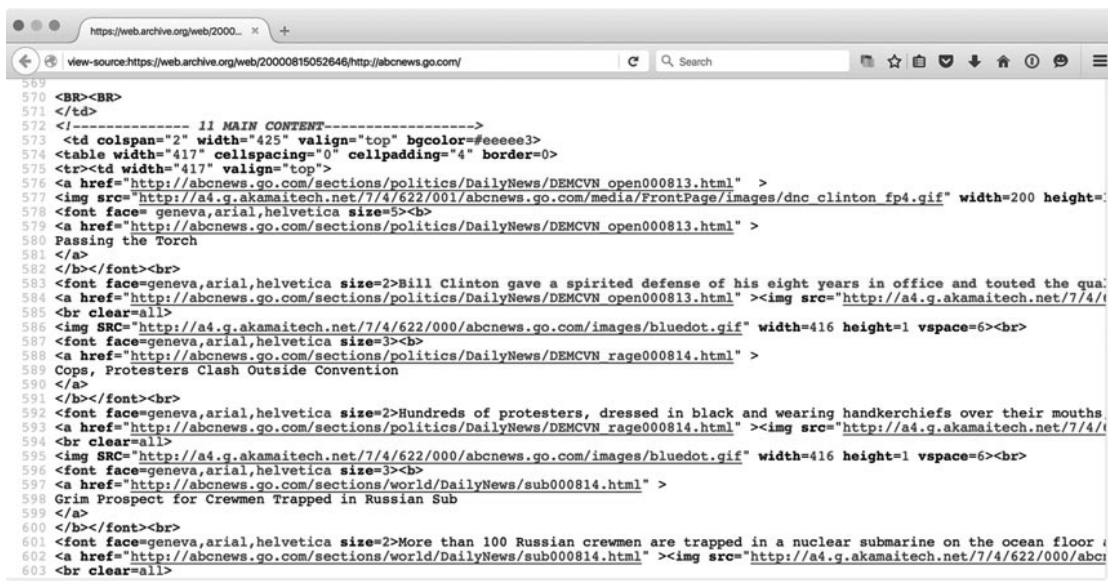 https://web.archive.org/web/2000...
view-source:https://web.archive.org/web/20000815052646/http://abcnews.go.com/
Search
569
570 <BR><BR>
571 </td>
572 <!-------------- 11 MAIN CONTENT------------------->
573 <td colspan="2" width="425" valign="top" bgcolor=#eeeee3>
574 <table width="417" cellspacing="0" cellpadding="4" border=0>
575 <tr><td width="417" valign="top">
576 <a href="http://abcnews.go.com/sections/politics/DailyNews/DEMCVN_open000813.html" >
577 <img src="http://a4.g.akamaitech.net/7/4/622/001/abcnews.go.com/media/FrontPage/images/dnc_clinton_fp4.gif" width=200 height=
578 <font face= geneva,arial,helvetica size=5><b>
579 <a href="http://abcnews.go.com/sections/politics/DailyNews/DEMCVN_open000813.html" >
580 Passing the Torch
581 </a>
582 </b></font><br>
583 <font face=geneva,arial,helvetica size=2>Bill Clinton gave a spirited defense of his eight years in office and touted the
584 <a href="http://abcnews.go.com/sections/politics/DailyNews/DEMCVN_open000813.html" ><img src="http://a4.g.akamaitech.net/7/4/
585 <br clear=all>
586 <img SRC="http://a4.g.akamaitech.net/7/4/622/000/abcnews.go.com/images/bluedot.gif" width=416 height=1 vspace=6><br>
587 <font face=geneva,arial,helvetica size=3><b>
588 <a href="http://abcnews.go.com/sections/politics/DailyNews/DEMCVN_rage000814.html" >
589 Cops, Protesters Clash Outside Convention
590 </a>
591 </b></font><br>
592 <font face=geneva,arial,helvetica size=2>Hundreds of protesters, dressed in black and wearing handkerchiefs over their mouths
593 <a href="http://abcnews.go.com/sections/politics/DailyNews/DEMCVN_rage000814.html" ><img src="http://a4.g.akamaitech.net/7/4/
594 <br clear=all>
595 <img SRC="http://a4.g.akamaitech.net/7/4/622/000/abcnews.go.com/images/bluedot.gif" width=416 height=1 vspace=6><br>
596 <font face=geneva,arial,helvetica size=3><b>
597 <a href="http://abcnews.go.com/sections/world/DailyNews/sub000814.html" >
598 Grim Prospect for Crewmen Trapped in Russian Sub
599 </a>
600 </b></font><br>
601 <font face=geneva,arial,helvetica size=2>More than 100 Russian crewmen are trapped in a nuclear submarine on the ocean floor
602 <a href="http://abcnews.go.com/sections/world/DailyNews/sub000814.html" ><img src="http://a4.g.akamaitech.net/7/4/622/000/abc
603 <br clear=all>